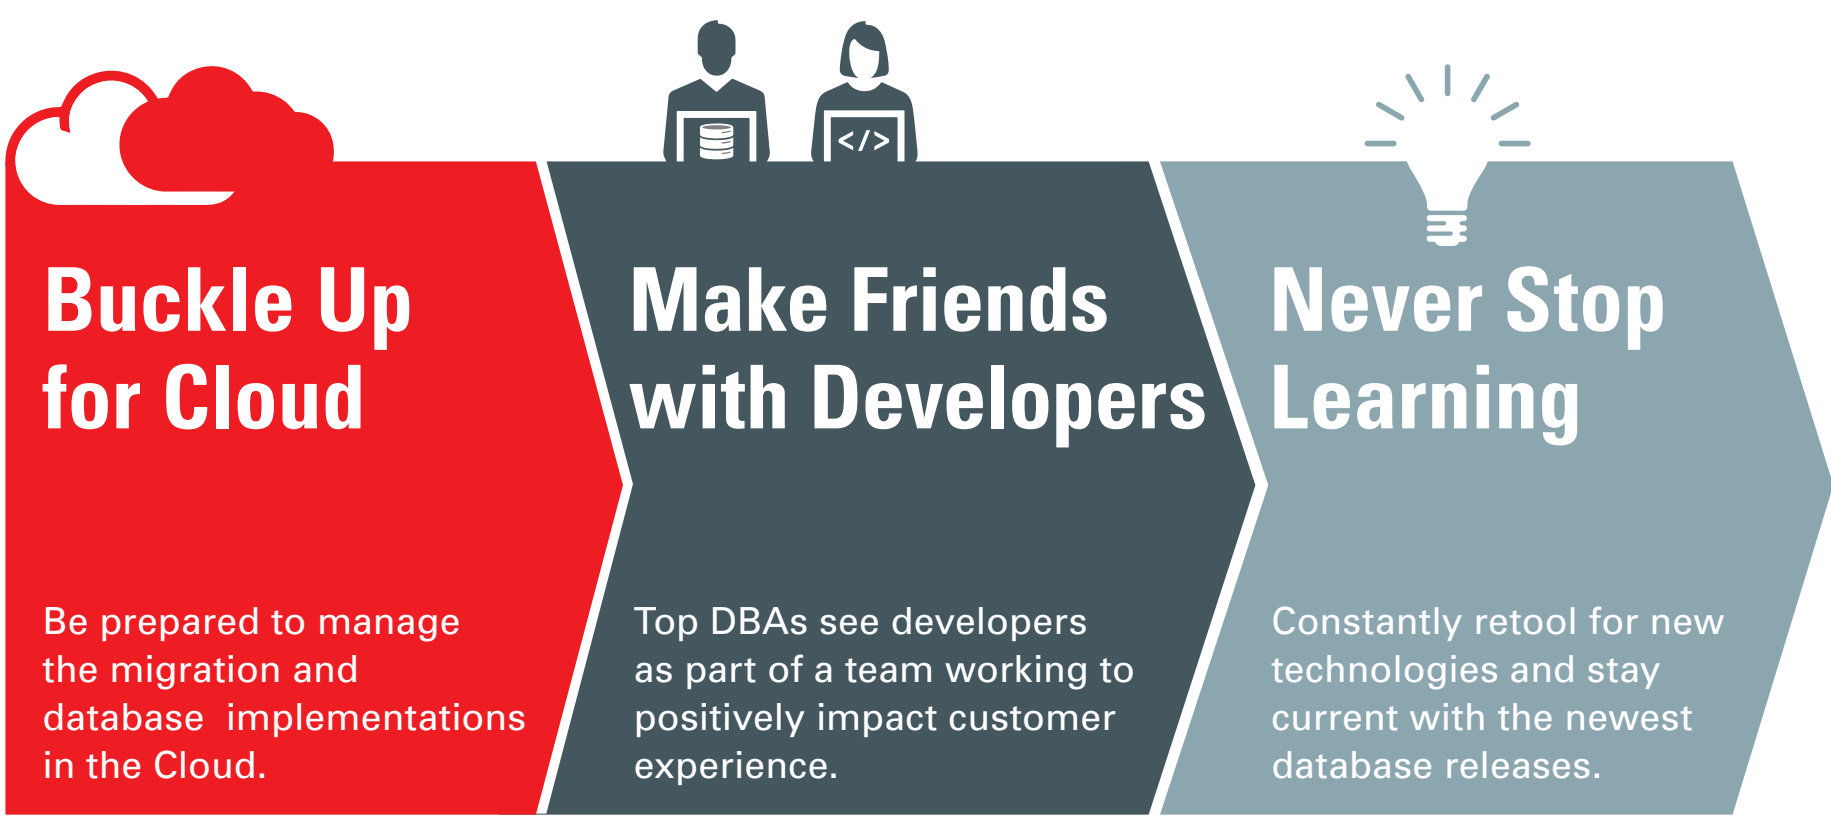 </>
Buckle Up
for Cloud
Be prepared to manage
the migration and
database  implementations
in the Cloud.
Make Friends
with Developers
Top DBAs see developers
as part of a team working to
positively impact customer
experience.
Never Stop
Learning
Constantly retool for new
technologies and stay
current with the newest
database releases.